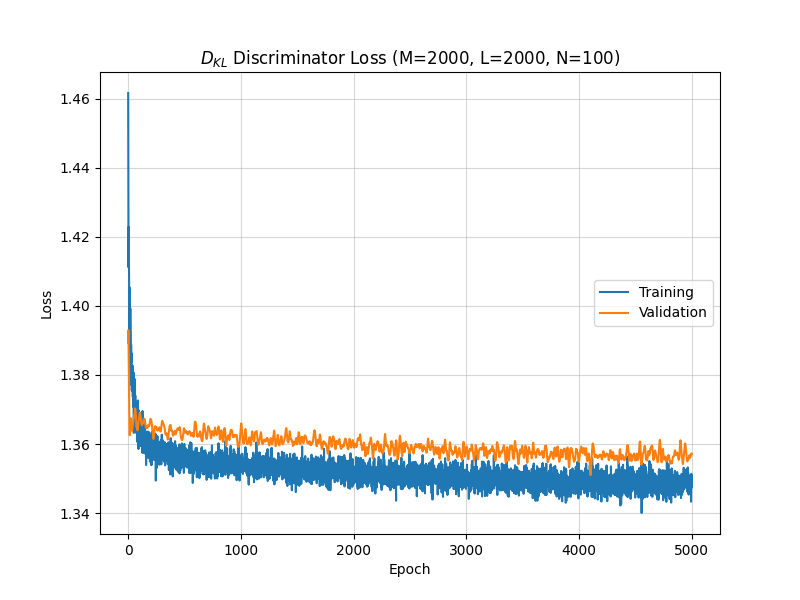 D_KL Discriminator Loss (M=2000, L=2000, N=100)
1.46
1.44
1.42
1.40
1.38
1.36
1.34
Loss
Training
Validation
0 1000 2000 3000 4000 5000
Epoch